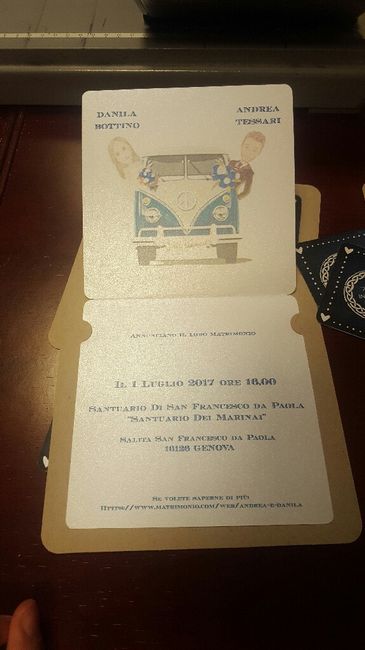 DANILA
BOTTINO
ANDREA
TESSARI
ANNUNCIANO IL LORO MATRIMONIO
IL 1 LUGLIO 2017 ORE 16,00
SANTUARIO DI SAN FRANCESCO DA PAOLA
"SANTUARIO DEI MARINAI"
SALITA SAN FRANCESCO DA PAOLA
16126 GENOVA
SE VOLETE SAPERNE DI PIÙ
HTTPS://WWW.MATRIMONIO.COM/WEB/ANDREA-E-DANILA